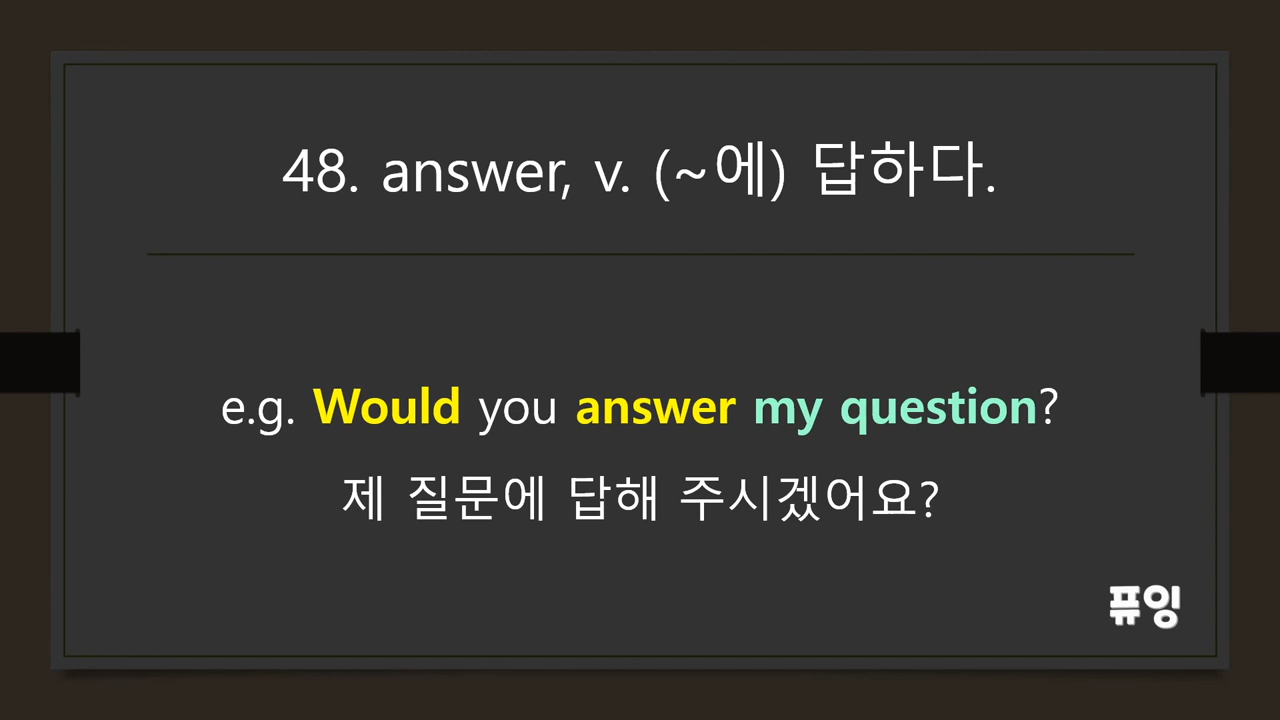 48. answer, v. (~에) 답하다.
e.g. Would you answer my question?
제 질문에 답해 주시겠어요?
퓨잉